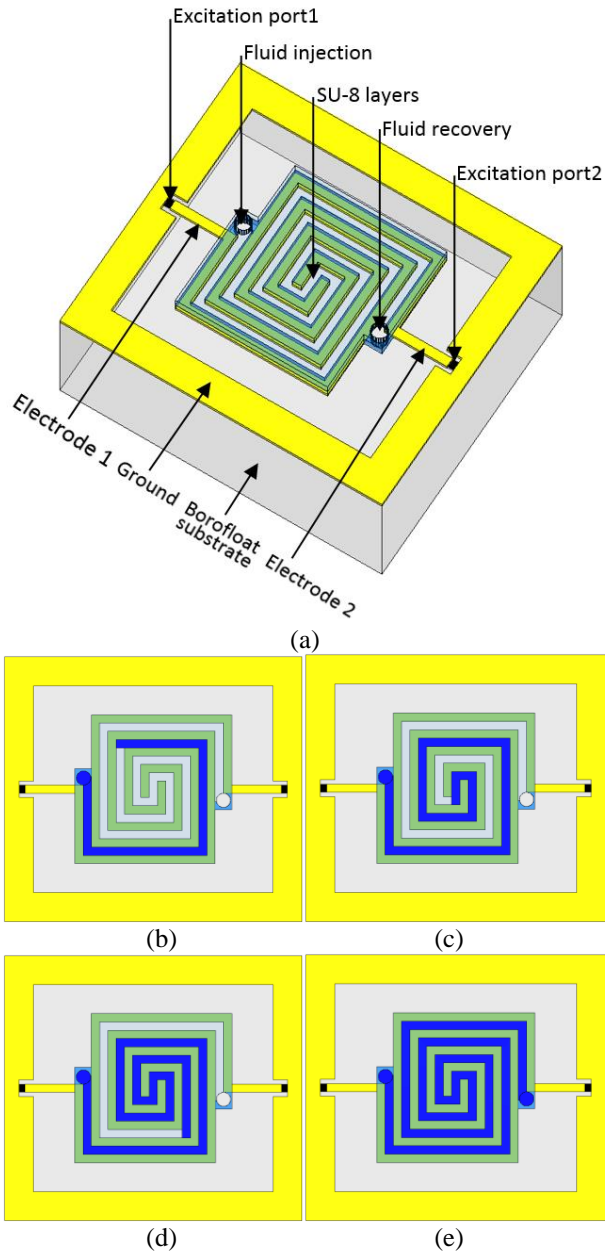 Excitation port1
Fluid injection
SU-8 layers
Fluid recovery
Excitation port2
Electrode 1
Ground
Borofloat
substrate
Electrode 2
(a)
(b)
(c)
(d)
(e)